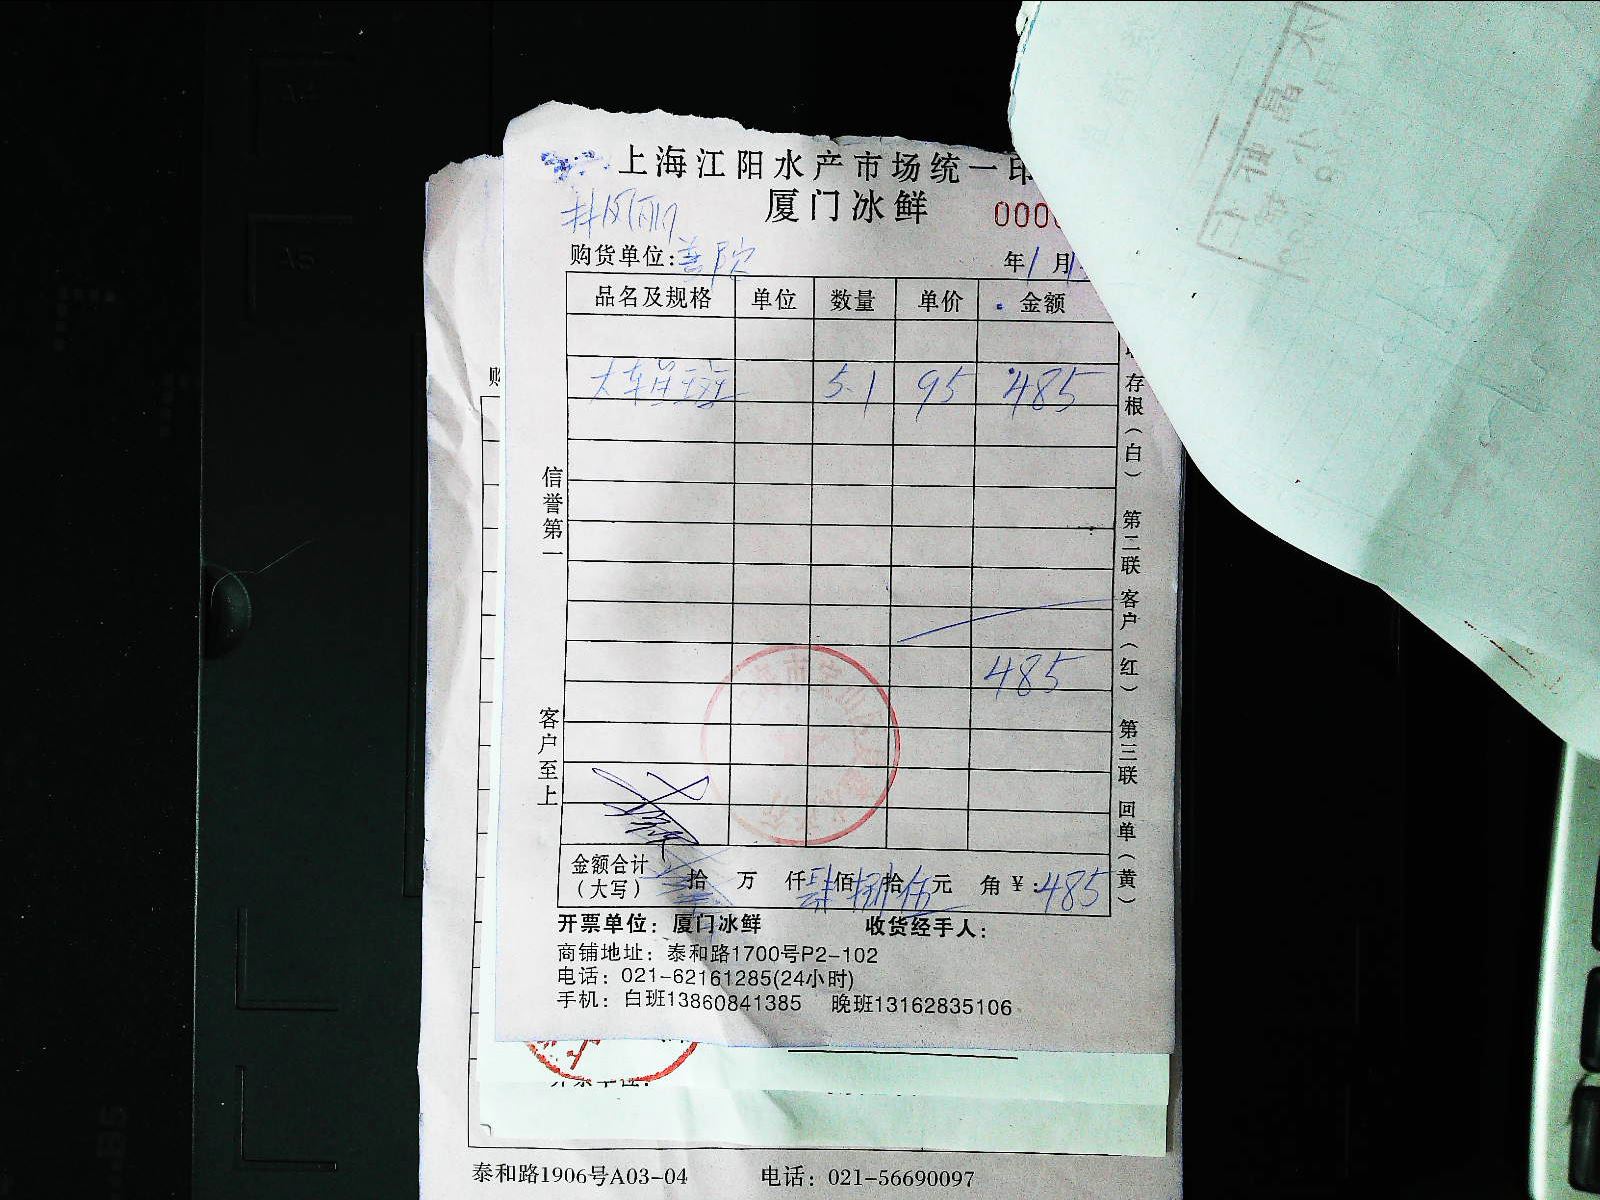 上海江阳水产市场统一印
厦门冰鲜
000
购货单位:
年1月1
品名及规格 单位 数量 单价 金额
5.1 95 485
485
信誉第一
客户至上
存根(白) 第二联 客户(红) 第三联 回单(黄)
金额合计(大写) 拾 万 仟肆佰捌拾伍元 角 ¥:485
开票单位:厦门冰鲜 收货经手人:
商铺地址:泰和路1700号P2-102
电话:021-62161285(24小时)
手机:白班13860841385 晚班13162835106
泰和路1906号A03-04 电话:021-56690097